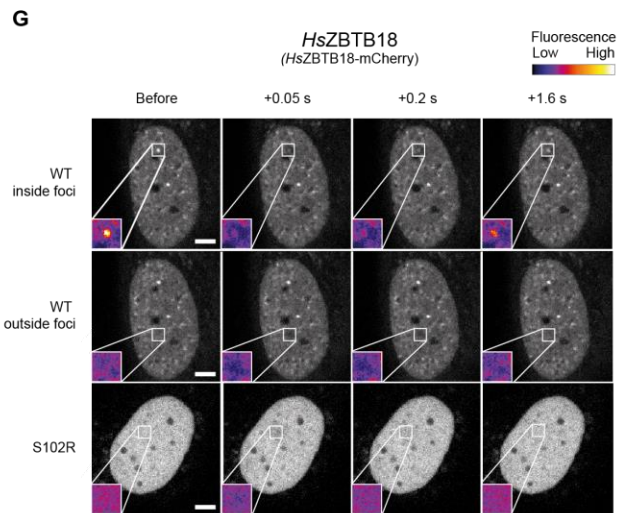 G
HsZBTB18
(HsZBTB18-mCherry)
Fluorescence
Low High
Before +0.05 s +0.2 s +1.6 s
WT
inside foci
WT
outside foci
S102R